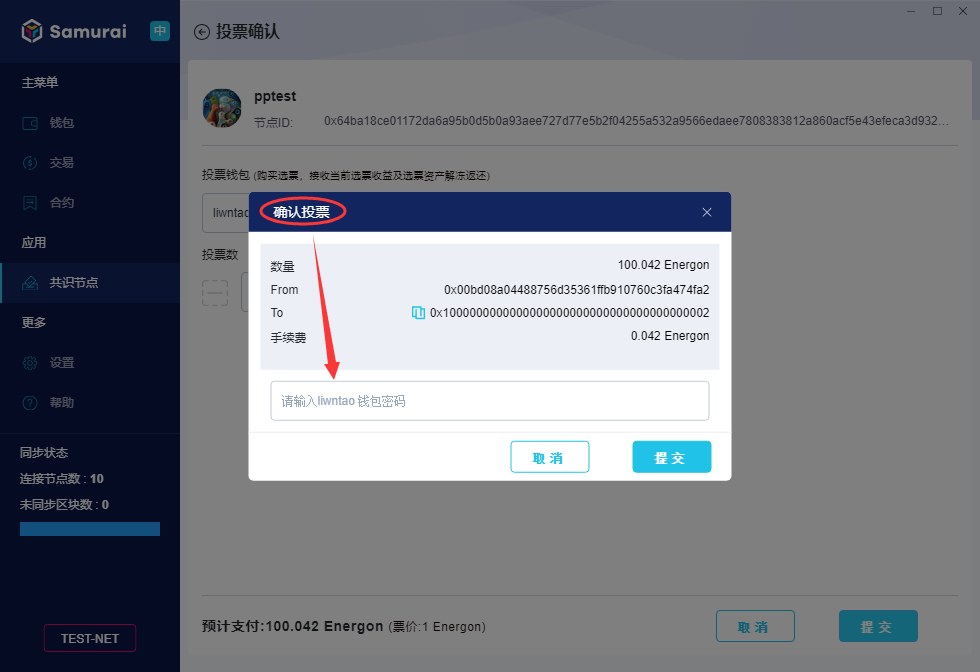 Samurai
中
投票确认
主菜单
钱包
交易
合约
应用
共识节点
更多
设置
帮助
同步状态
连接节点数 : 10
未同步区块数 : 0
TEST-NET
pptest
节点ID:
0x64ba18ce01172da6a95b0d5b0a93aee727d77e5b2f04255a532a9566edaee7808383812a860acf5e43efeca3d932...
投票钱包 (购买选票，接收当前选票收益及选票资产解冻返还)
liwntao
投票数
确认投票
数量
100.042 Energon
From
0x00bd08a04488756d35361ffb910760c3fa474fa2
To
0x1000000000000000000000000000000000000002
手续费
0.042 Energon
请输入liwntao 钱包密码
取 消
提 交
预计支付:100.042 Energon (票价:1 Energon)
取 消
提 交